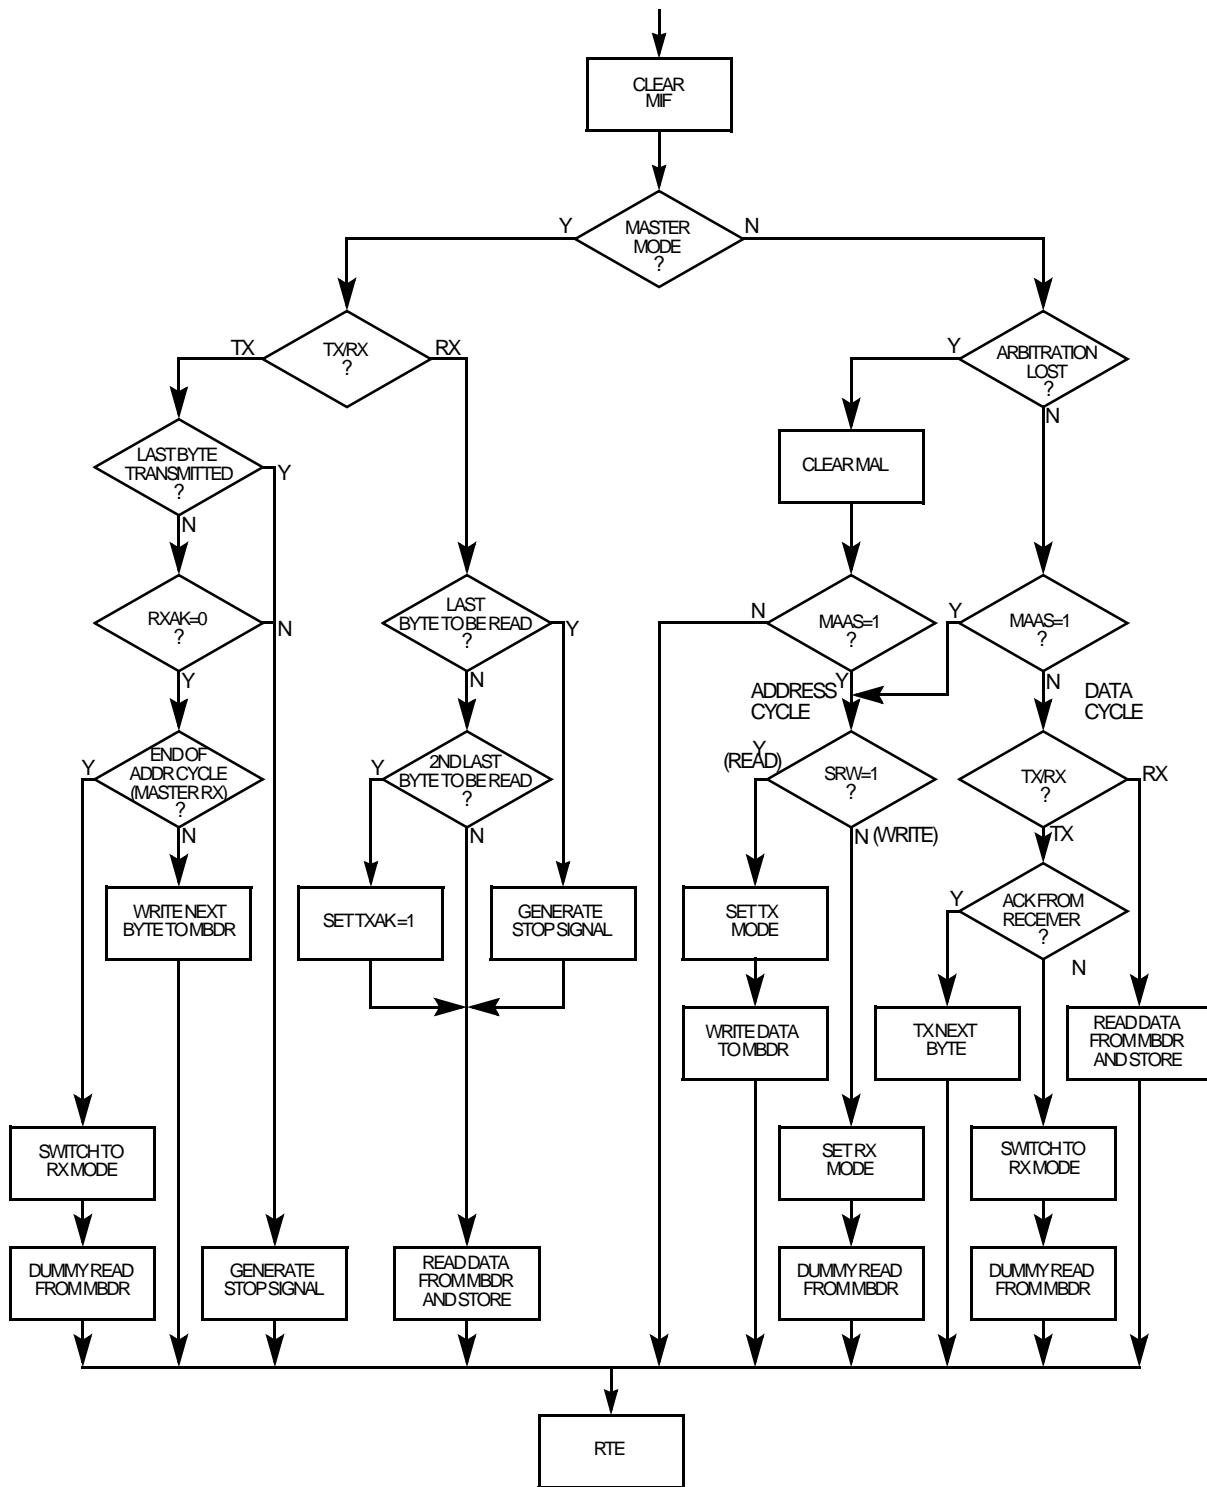 CLEAR
MIF
Y
N
MASTER
MODE
?
TX
TX/RX
?
RX
Y
ARBITRATION
LOST
?
N
LAST BYTE
TRANSMITTED
?
Y
N
CLEAR MAL
RXAK=0
?
N
Y
LAST
BYTE TO BE READ
?
Y
N
N
MAAS=1
?
Y
Y
MAAS=1
?
N
ADDRESS
CYCLE
DATA
CYCLE
Y
END OF
ADDR CYCLE
(MASTER RX)
?
N
Y
2ND LAST
BYTE TO BE READ
?
N
Y
(READ)
SRW=1
?
N (WRITE)
TX/RX
?
RX
TX
WRITE NEXT
BYTE TO MBDR
SET TXAK =1
GENERATE
STOP SIGNAL
SET TX
MODE
Y
ACK FROM
RECEIVER
?
N
WRITE DATA
TO MBDR
TX NEXT
BYTE
READ DATA
FROM MBDR
AND STORE
SWITCH TO
RX MODE
SET RX
MODE
SWITCH TO
RX MODE
DUMMY READ
FROM MBDR
GENERATE
STOP SIGNAL
READ DATA
FROM MBDR
AND STORE
DUMMY READ
FROM MBDR
DUMMY READ
FROM MBDR
RTE